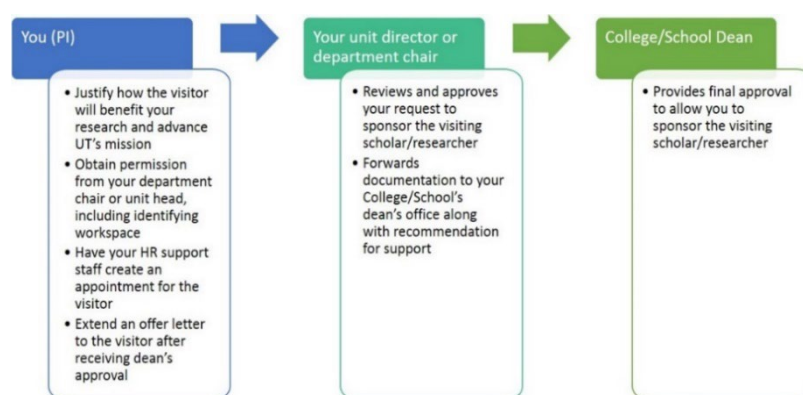 You (PI)
• Justify how the visitor
will benefit your
research and advance
UT's mission
• Obtain permission
from your department
chair or unit head,
including identifying
workspace
• Have your HR support
staff create an
appointment for the
visitor
• Extend an offer letter
to the visitor after
receiving dean's
approval
Your unit director or
department chair
• Reviews and approves
your request to
sponsor the visiting
scholar/researcher
• Forwards
documentation to your
College/School's
dean's office along
with recommendation
for support
College/School Dean
• Provides final approval
to allow you to
sponsor the visiting
scholar/researcher